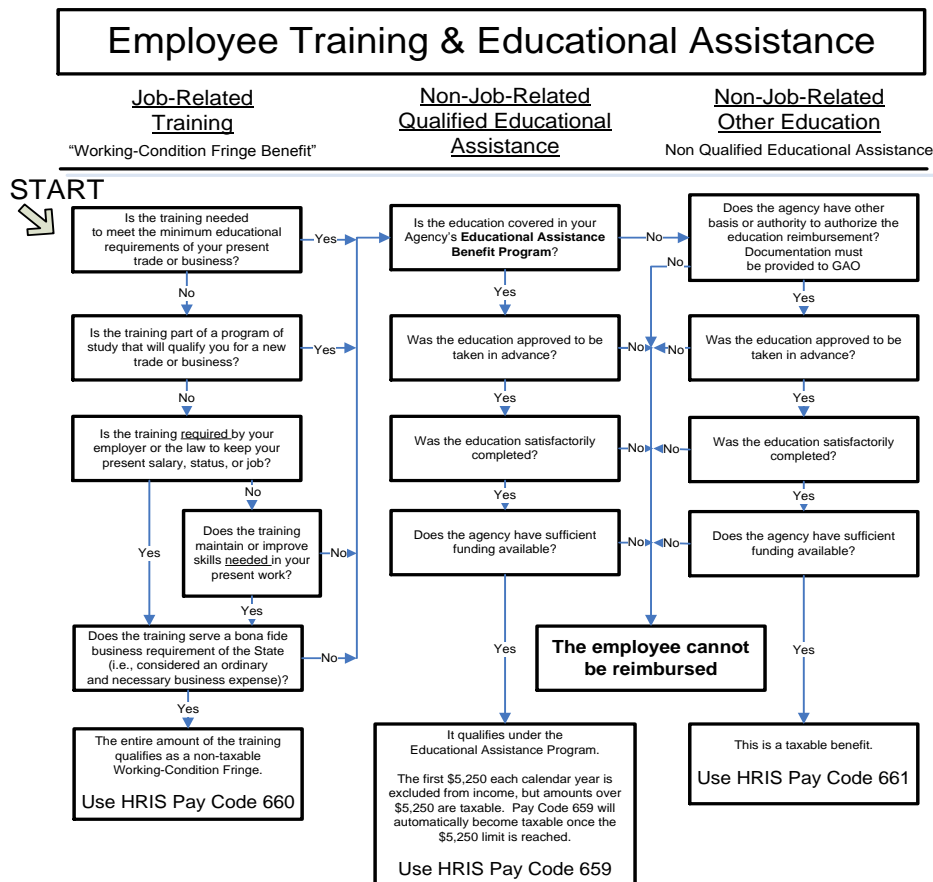 Employee Training & Educational Assistance
Job-Related
Training
“Working-Condition Fringe Benefit”
Non-Job-Related
Qualified Educational
Assistance
Non-Job-Related
Other Education
Non Qualified Educational Assistance
START
Is the training needed
to meet the minimum educational
requirements of your present
trade or business?
Yes
No
Is the training part of a program of
study that will qualify you for a new
trade or business?
Yes
No
Is the training required by your
employer or the law to keep your
present salary, status, or job?
No
Yes
Does the training
maintain or improve
skills needed in your
present work?
No
Yes
Does the training serve a bona fide
business requirement of the State
(i.e., considered an ordinary
and necessary business expense)?
No
Yes
The entire amount of the training
qualifies as a non-taxable
Working-Condition Fringe.
Use HRIS Pay Code 660
Is the education covered in your
Agency’s Educational Assistance
Benefit Program?
No
Yes
Was the education approved to be
taken in advance?
No
Yes
Was the education satisfactorily
completed?
No
Yes
Does the agency have sufficient
funding available?
No
Yes
It qualifies under the
Educational Assistance Program.
The first $5,250 each calendar year is
excluded from income, but amounts over
$5,250 are taxable. Pay Code 659 will
automatically become taxable once the
$5,250 limit is reached.
Use HRIS Pay Code 659
Does the agency have other
basis or authority to authorize the
education reimbursement?
Documentation must
be provided to GAO
No
Yes
Was the education approved to be
taken in advance?
No
Yes
Was the education satisfactorily
completed?
No
Yes
Does the agency have sufficient
funding available?
No
Yes
The employee cannot
be reimbursed
This is a taxable benefit.
Use HRIS Pay Code 661